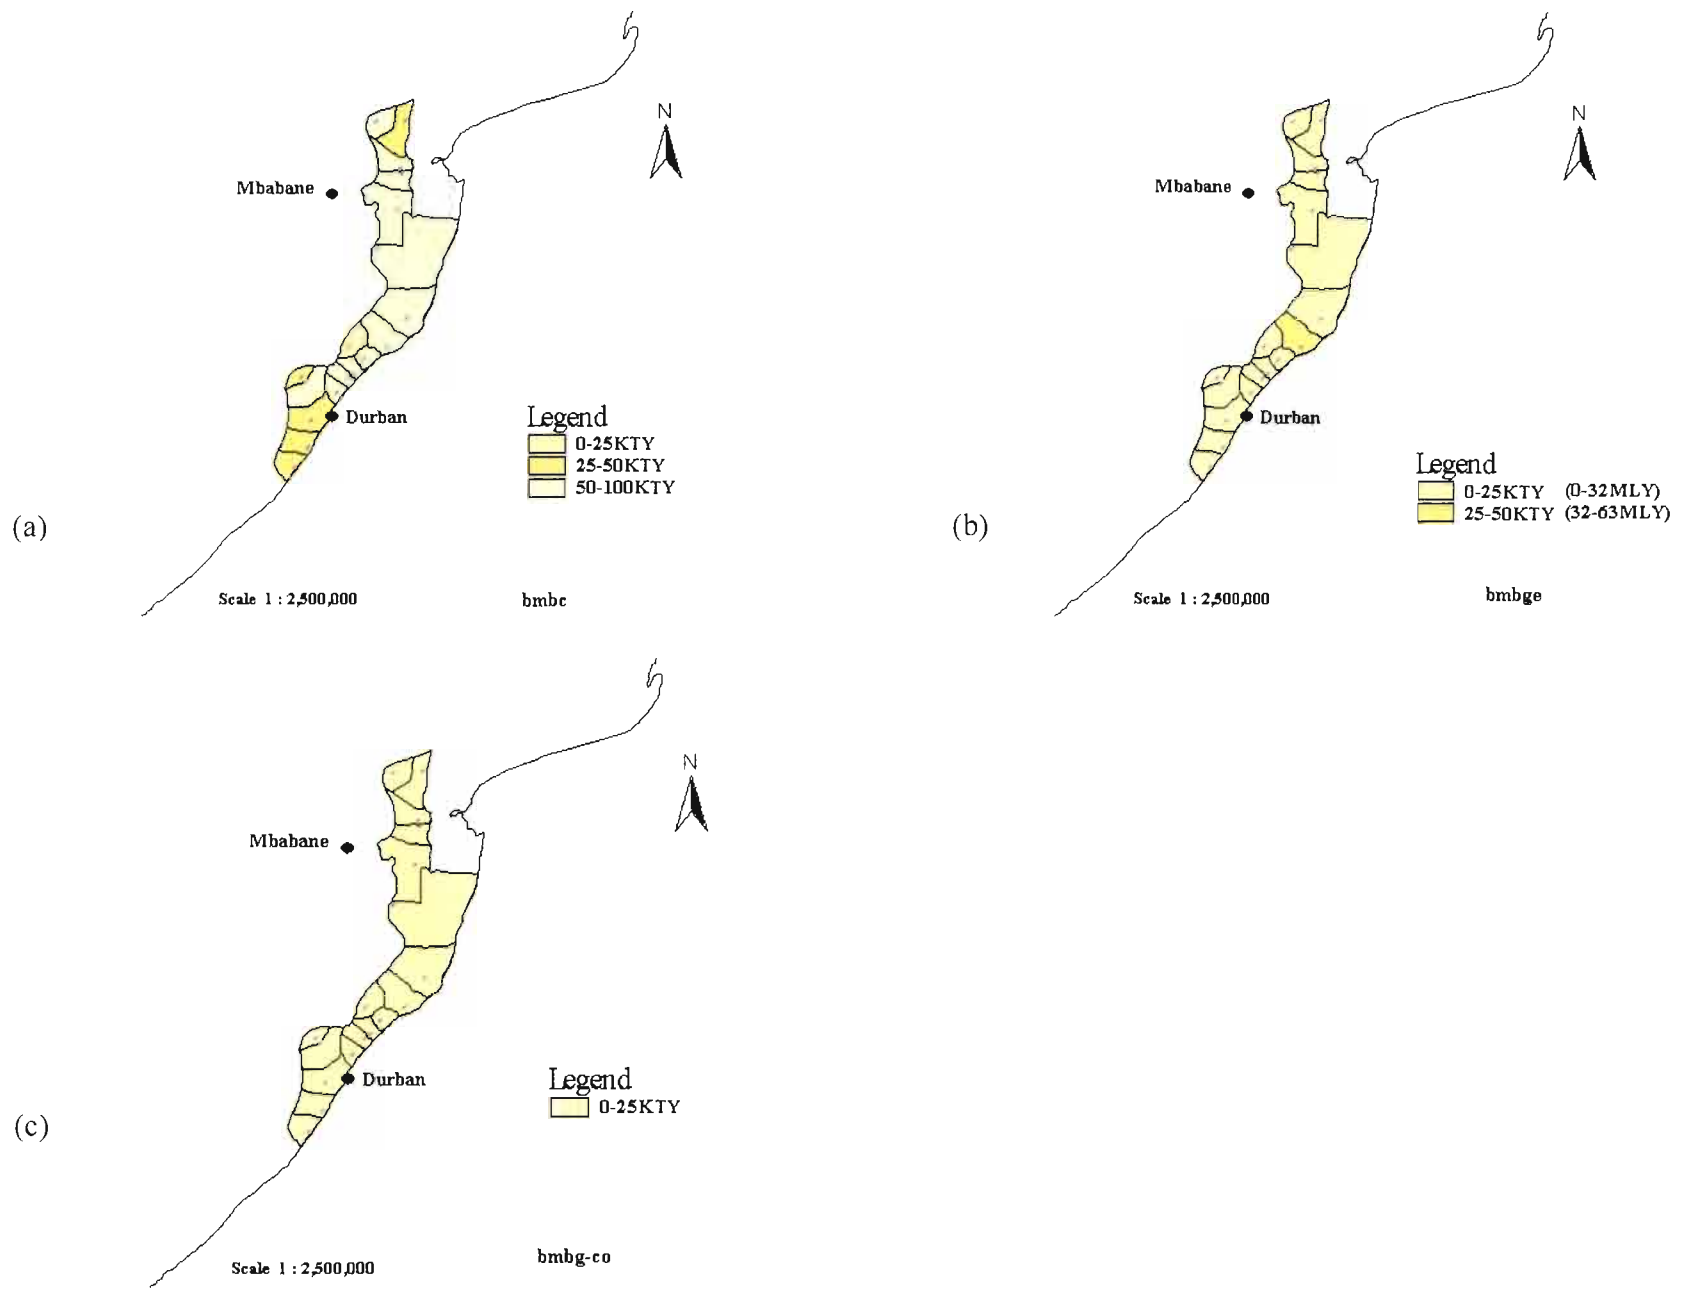 N
Mbabane
Durban
Legend
0-25KTY
25-50KTY
50-100KTY
(a)
Scale 1 : 2,500,000
bmbc
N
Mbabane
Durban
Legend
0-25KTY (0-32MLY)
25-50KTY (32-63MLY)
(b)
Scale 1 : 2,500,000
bmbge
N
Mbabane
Durban
Legend
0-25KTY
(c)
Scale 1 : 2,500,000
bmbg-co